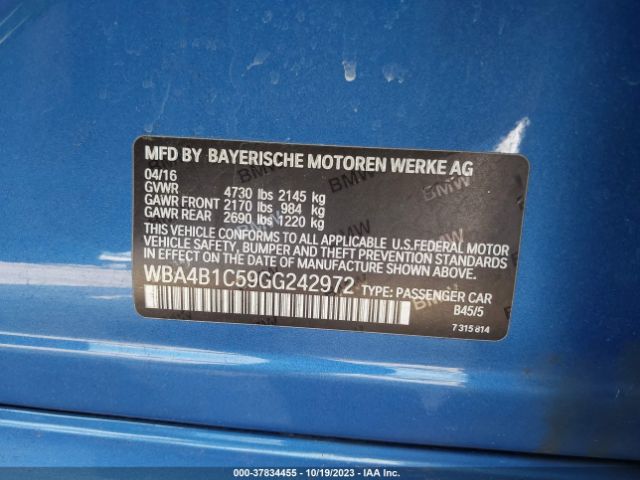 MFD BY BAYERISCHE MOTOREN WERKE AG
04/16
GVWR 4730 lbs 2145 kg
GAWR FRONT 2170 lbs 984 kg
GAWR REAR 2690 lbs 1220 kg
THIS VEHICLE CONFORMS TO ALL APPLICABLE U.S.FEDERAL MOTOR
VEHICLE SAFETY, BUMPER AND THEFT PREVENTION STANDARDS
IN EFFECT ON THE DATE OF MANUFACTURE SHOWN ABOVE.
WBA4B1C59GG242972 TYPE: PASSENGER CAR
B45/5
7315814
000-37834455 - 10/19/2023 - IAA Inc.